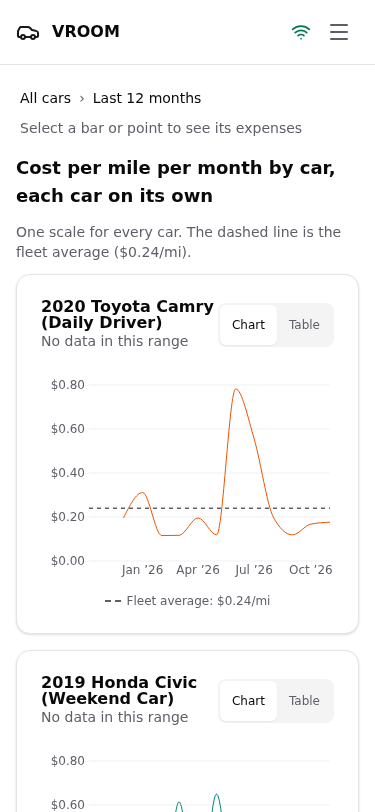 VROOM
All cars › Last 12 months
Select a bar or point to see its expenses
Cost per mile per month by car,
each car on its own
One scale for every car. The dashed line is the
fleet average ($0.24/mi).
2020 Toyota Camry
(Daily Driver)
No data in this range
Chart
Table
$0.80
$0.60
$0.40
$0.20
$0.00
Jan ’26 Apr ’26 Jul ’26 Oct ’26
Fleet average: $0.24/mi
2019 Honda Civic
(Weekend Car)
No data in this range
Chart
Table
$0.80
$0.60